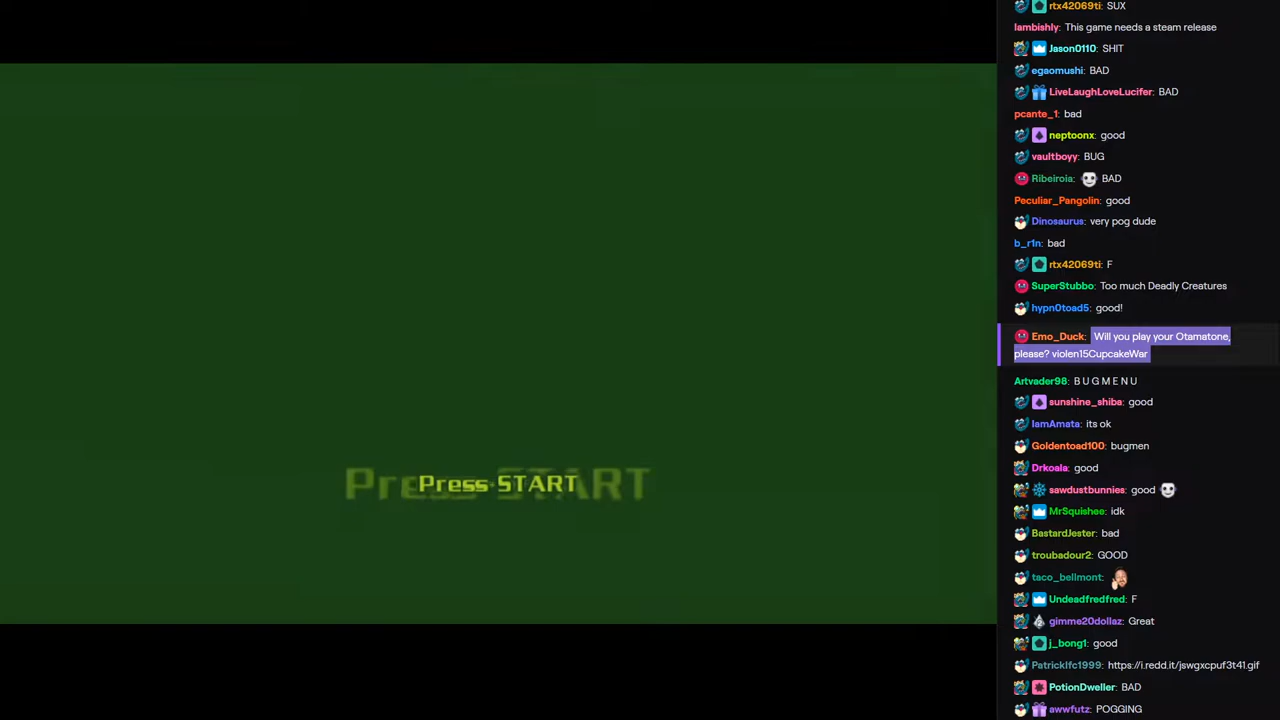 Press START
Press START
rtx42069ti: SUX
Iambishly: This game needs a steam release
Jason0110: SHIT
egaomushi: BAD
LiveLaughLoveLucifer: BAD
pcante_1: bad
neptoonx: good
vaultboyy: BUG
Ribeiroia: BAD
Peculiar_Pangolin: good
Dinosaurus: very pog dude
b_r1n: bad
rtx42069ti: F
SuperStubbo: Too much Deadly Creatures
hypn0toad5: good!
Emo_Duck: Will you play your Otamatone,
please? violen15CupcakeWar
Artvader98: B U G M E N U
sunshine_shiba: good
IamAmata: its ok
Goldentoad100: bugmen
Drkoala: good
sawdustbunnies: good
MrSquishee: idk
BastardJester: bad
troubadour2: GOOD
taco_bellmont:
Undeadfredfred: F
gimme20dollaz: Great
j_bong1: good
Patricklfc1999: https://i.redd.it/jswgxcpuf3t41.gif
PotionDweller: BAD
awwfutz: POGGING